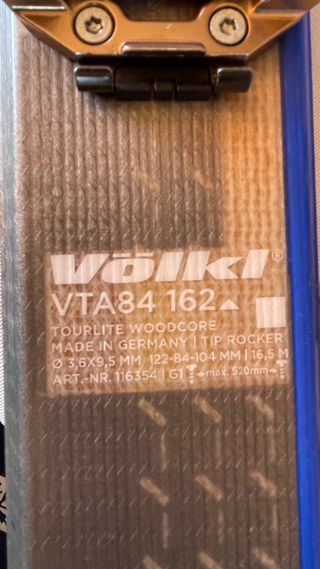 Völkl®
VTA84 162
TOURLITE WOODCORE
MADE IN GERMANY | TIP ROCKER
Ø 3,6X9,5 MM 122-84-104 MM | 16,5 M
ART.-NR. 116354 | G1 max. 520mm